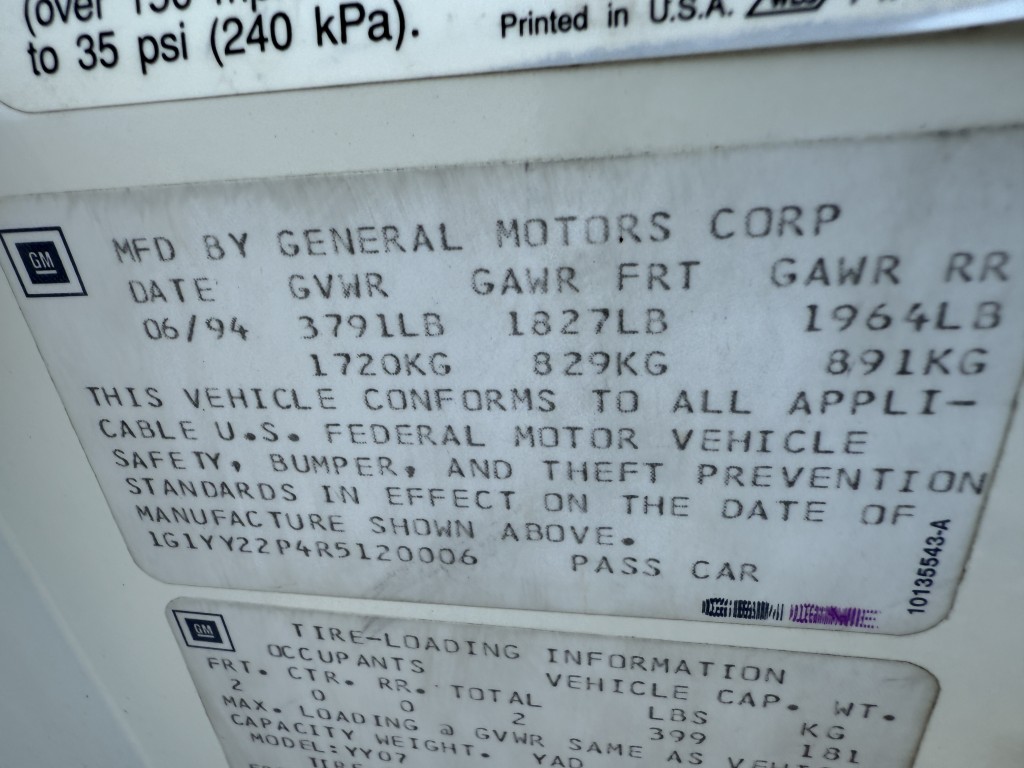 (over
to 35 psi (240 kPa).
Printed in U.S.A.
GM
MFD BY GENERAL MOTORS CORP
DATE GVWR GAWR FRT GAWR RR
06/94 3791LB 1827LB 1964LB
1720KG 829KG 891KG
THIS VEHICLE CONFORMS TO ALL APPLI-
CABLE U.S. FEDERAL MOTOR VEHICLE
SAFETY, BUMPER, AND THEFT PREVENTION
STANDARDS IN EFFECT ON THE DATE OF
MANUFACTURE SHOWN ABOVE.
1G1YY22P4R5120006 PASS CAR
10135543-A
GM
TIRE-LOADING INFORMATION
OCCUPANTS VEHICLE CAP. WT.
FRT. CTR. RR. TOTAL LBS KG
2 0 0 2 399 181
MAX. LOADING @ GVWR SAME AS
CAPACITY WEIGHT. YAD
MODEL:YY07